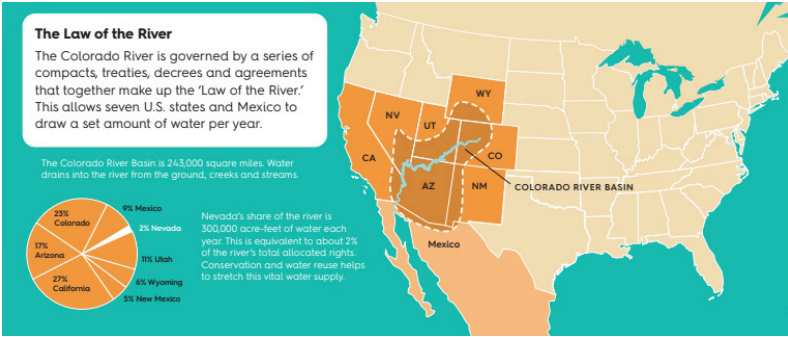 The Law of the River
The Colorado River is governed by a series of
compacts, treaties, decrees and agreements
that together make up the ‘Law of the River.’
This allows seven U.S. states and Mexico to
draw a set amount of water per year.
The Colorado River Basin is 243,000 square miles. Water
drains into the river from the ground, creeks and streams.
23%
Colorado
9% Mexico
2% Nevada
17%
Arizona
11% Utah
27%
California
6% Wyoming
5% New Mexico
Nevada's share of the river is
300,000 acre-feet of water each
year. This is equivalent to about 2%
of the river's total allocated rights.
Conservation and water reuse helps
to stretch this vital water supply.
WY
NV
UT
CO
CA
AZ
NM
COLORADO RIVER BASIN
Mexico